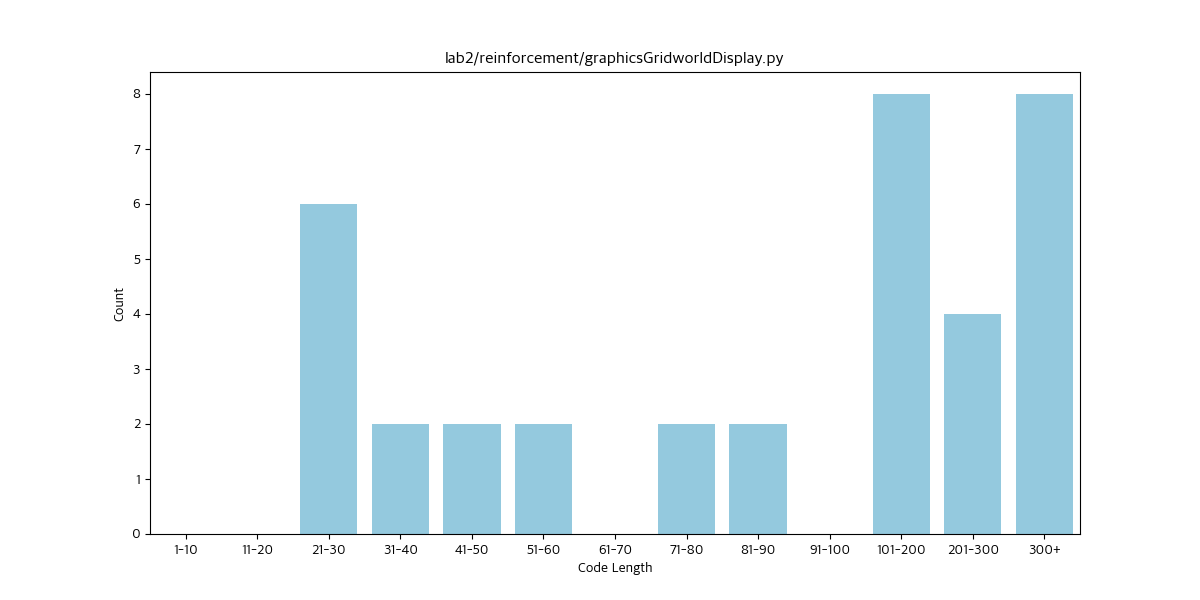 lab2/reinforcement/graphicsGridworldDisplay.py
8
7
6
5
4
3
2
1
0
Count
1-10 11-20 21-30 31-40 41-50 51-60 61-70 71-80 81-90 91-100 101-200 201-300 300+
Code Length